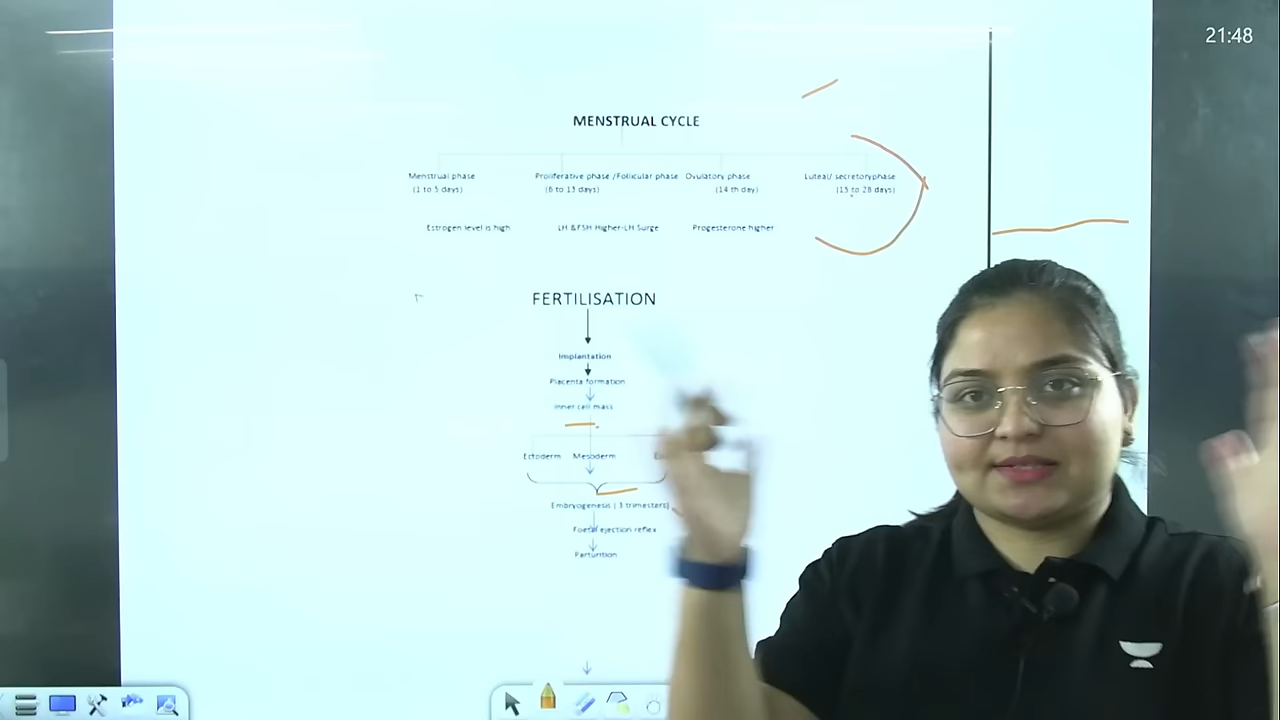 21:48
MENSTRUAL CYCLE
Menstrual phase Proliferative phase /Follicular phase Ovulatory phase Luteal/ secretoryphase
(1 to 5 days) (6 to 13 days) (14 th day) (15 to 28 days)
Estrogen level is high LH &FSH Higher-LH Surge Progesterone higher
FERTILISATION
Implantation
Placenta formation
Inner cell mass
Ectoderm Mesoderm
Embryogenesis ( 3 trimesters)
Foetal ejection reflex
Parturition